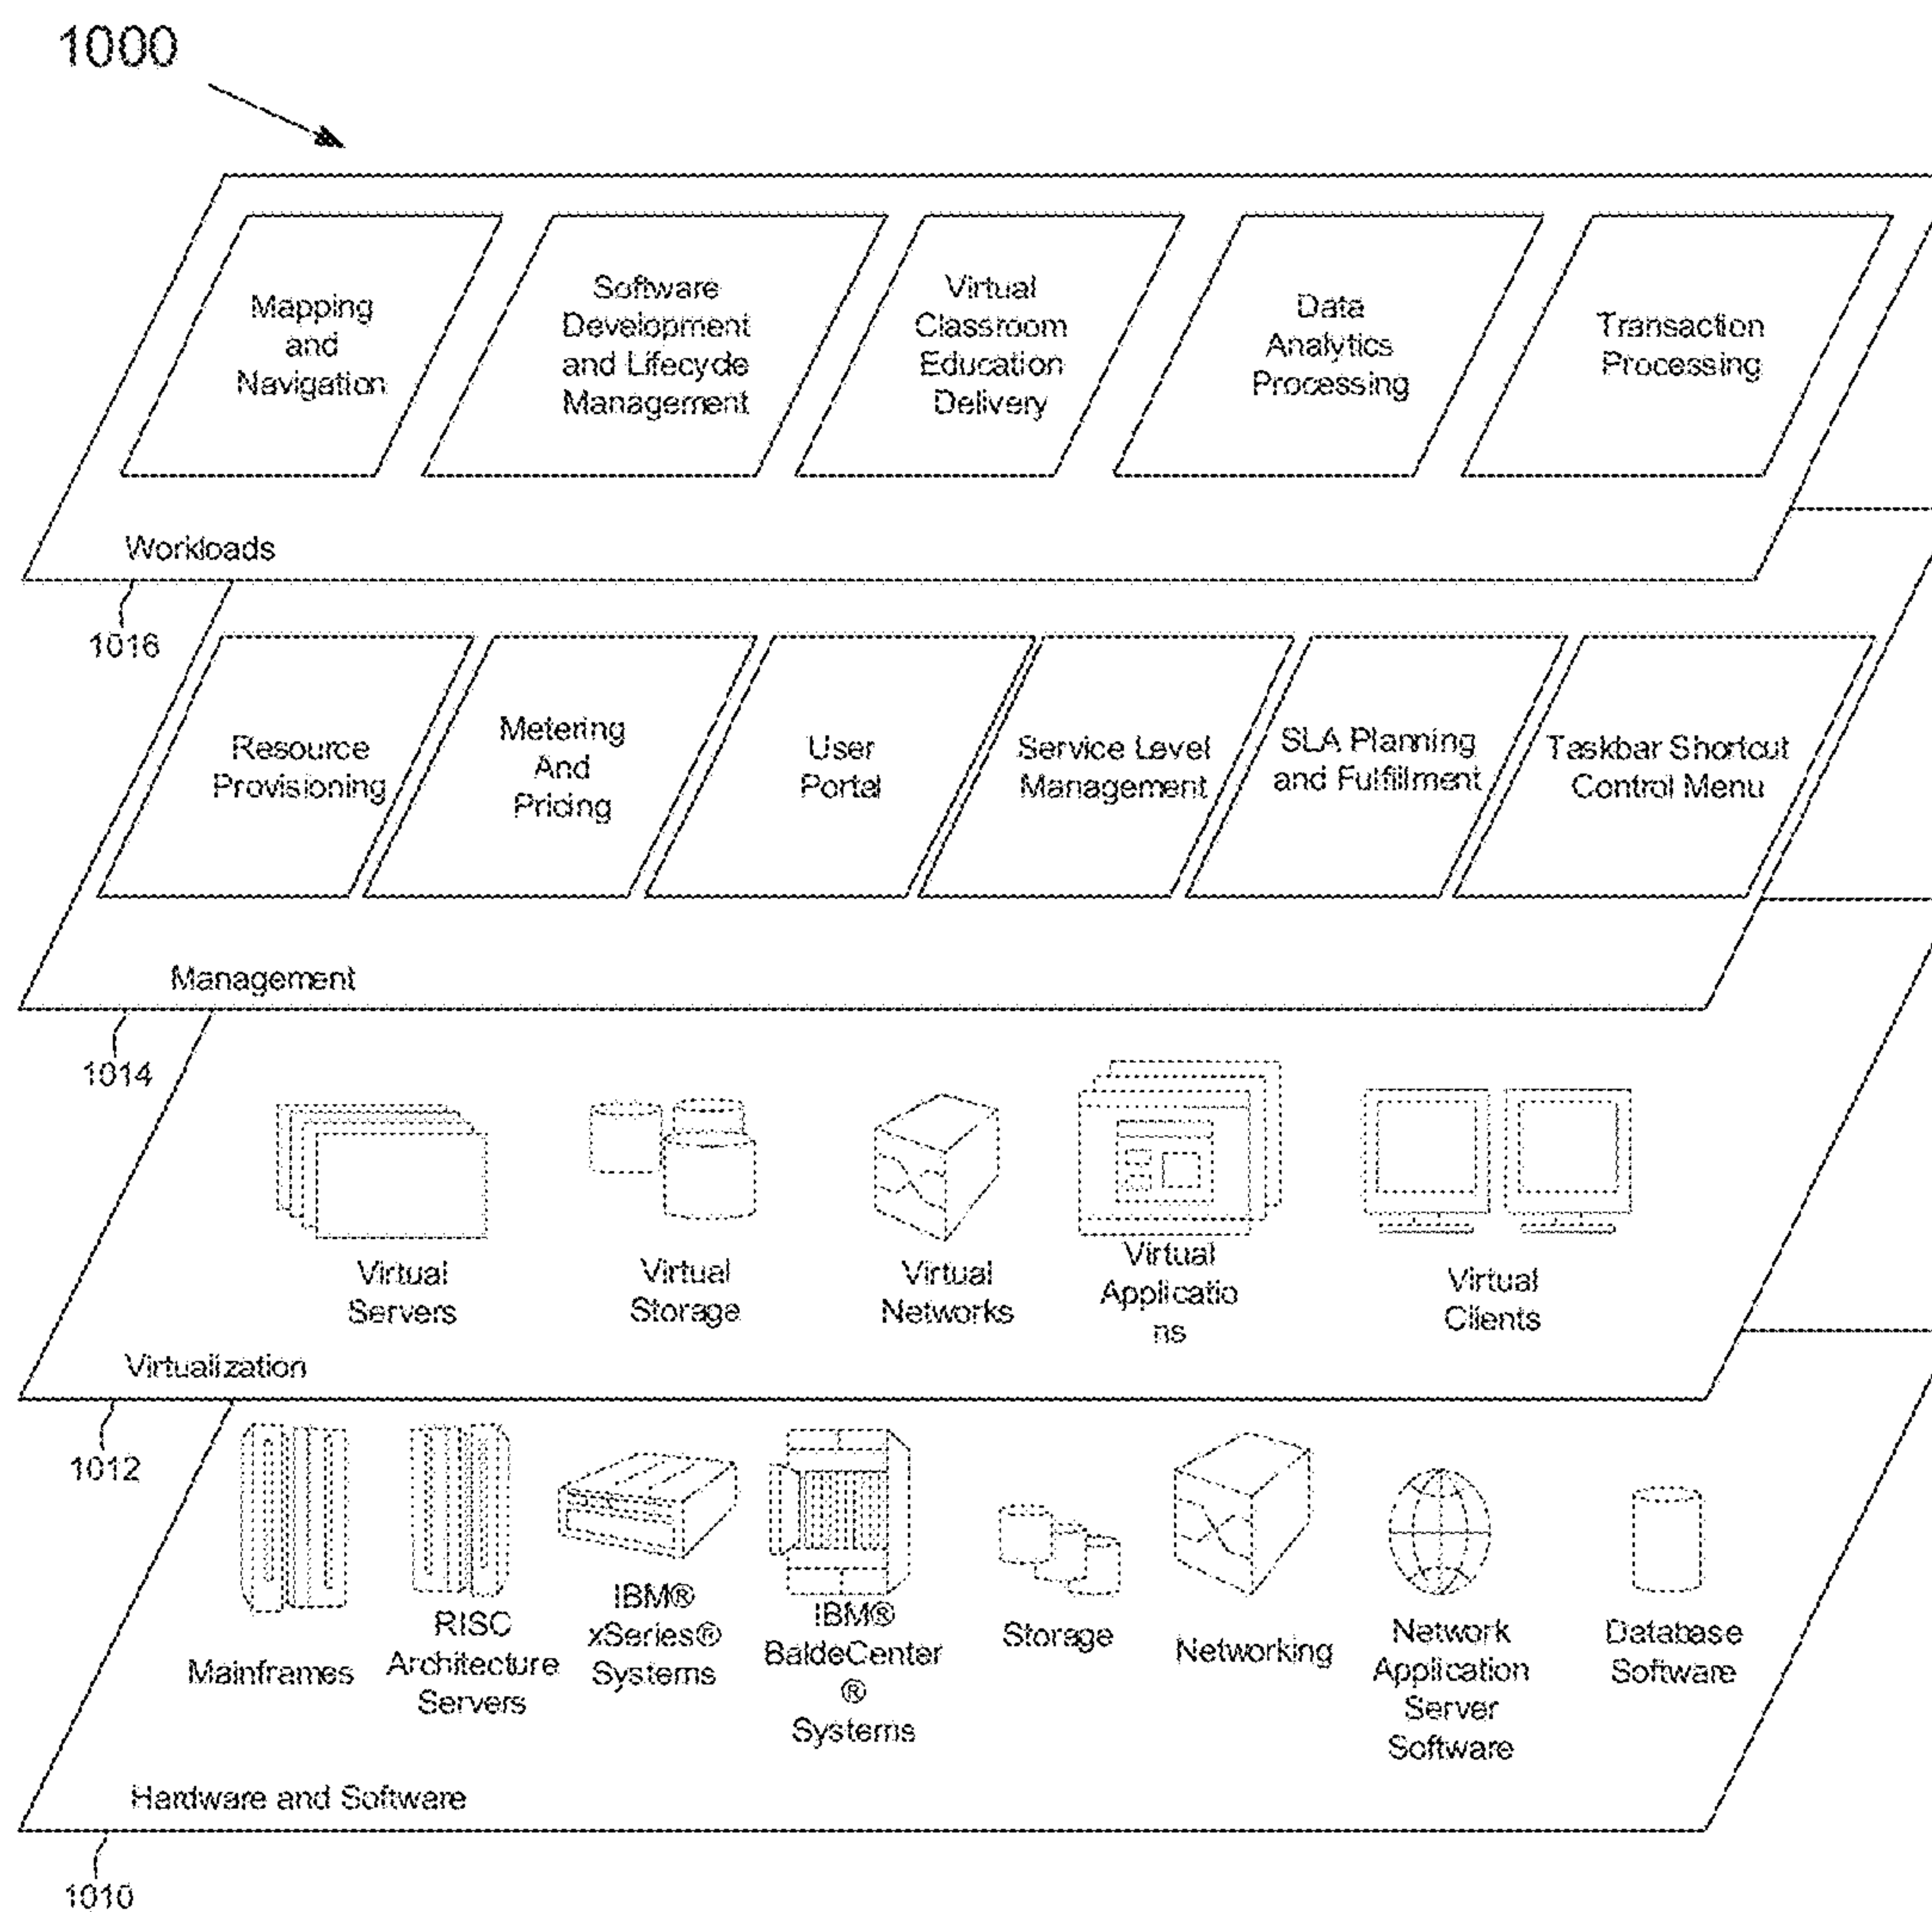 1000
Mapping
and
Navigation
Software
Development
and Lifecycle
Management
Virtual
Classroom
Education
Delivery
Data
Analytics
Processing
Transaction
Processing
Workloads
1016
Resource
Provisioning
Metering
And
Pricing
User
Portal
Service Level
Management
SLA Planning
and Fulfillment
Taskbar Shortcut
Control Menu
Management
1014
Virtual
Servers
Virtual
Storage
Virtual
Networks
Virtual
Applicatio
ns
Virtual
Clients
Virtualization
1012
Mainframes
RISC
Architecture
Servers
IBM®
xSeries®
Systems
IBM®
BaldeCenter
®
Systems
Storage
Networking
Network
Application
Server
Software
Database
Software
Hardware and Software
1010